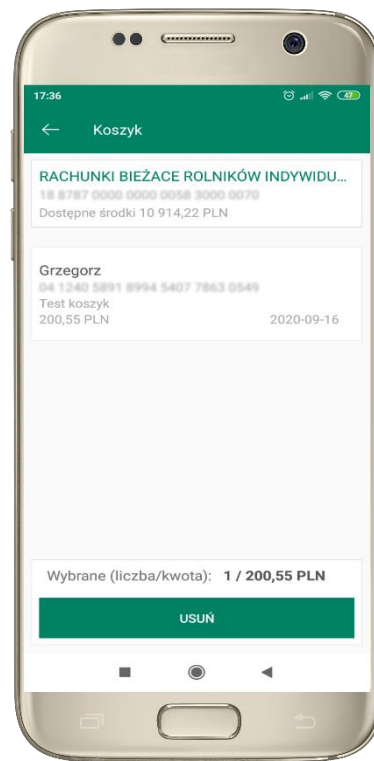 17:36
47
Koszyk
RACHUNKI BIEŻACE ROLNIKÓW INDYWIDU...
18 8787 0000 0000 0058 3000 0070
Dostępne środki 10 914,22 PLN
Grzegorz
04 1240 5891 8994 5407 7863 0549
Test koszyk
200,55 PLN 2020-09-16
Wybrane (liczba/kwota): 1 / 200,55 PLN
USUŃ